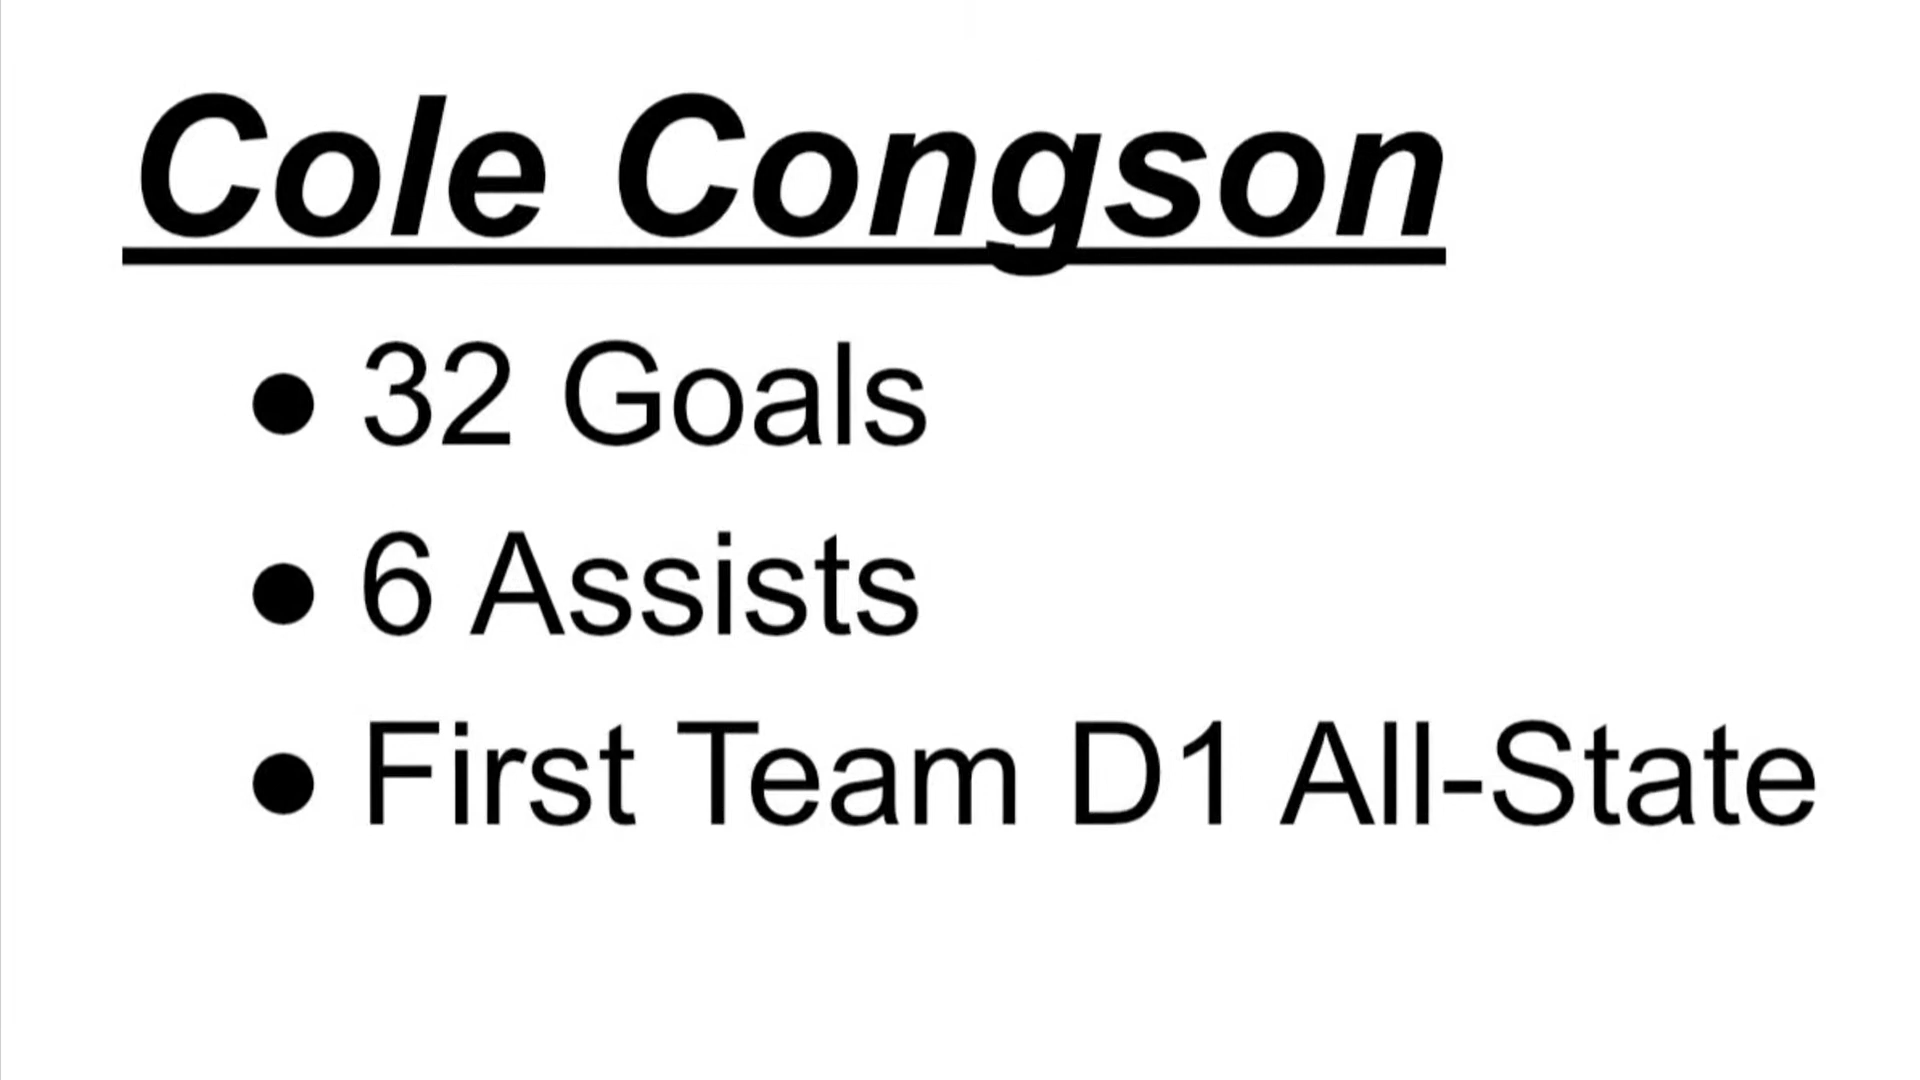 Cole Congson
● 32 Goals
● 6 Assists
● First Team D1 All-State